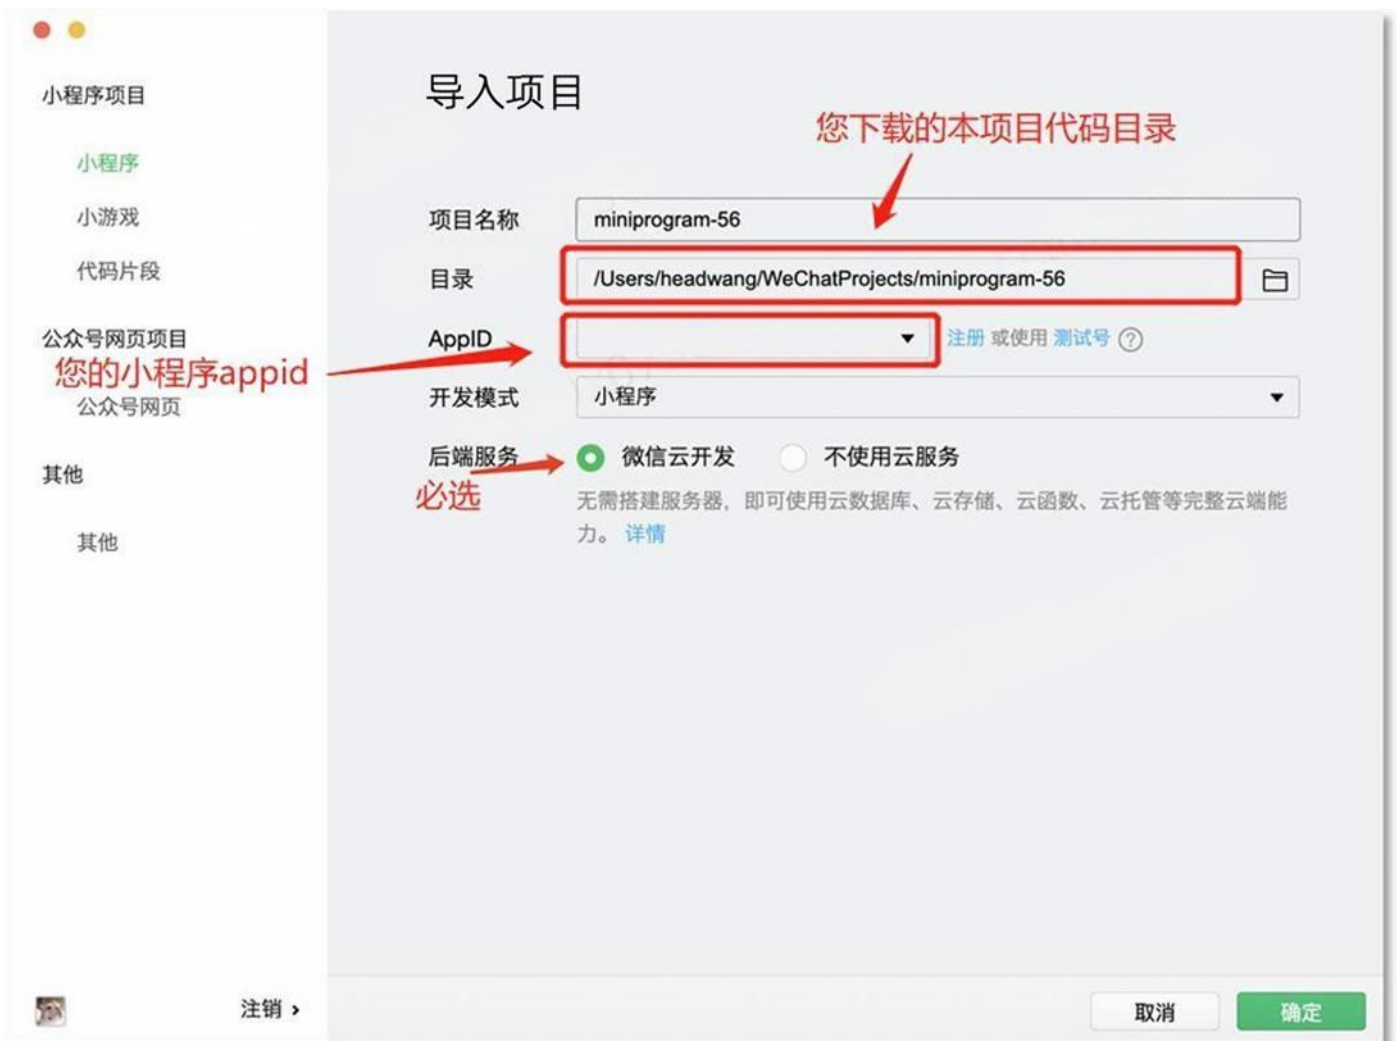 小程序项目
小程序
小游戏
代码片段
公众号网页项目
您的小程序appid
公众号网页
其他
其他
注销 ›
导入项目
您下载的本项目代码目录
项目名称 miniprogram-56
目录 /Users/headwang/WeChatProjects/miniprogram-56
AppID 注册 或使用 测试号 ?
开发模式 小程序
后端服务 微信云开发 不使用云服务
必选
无需搭建服务器，即可使用云数据库、云存储、云函数、云托管等完整云端能
力。 详情
取消 确定